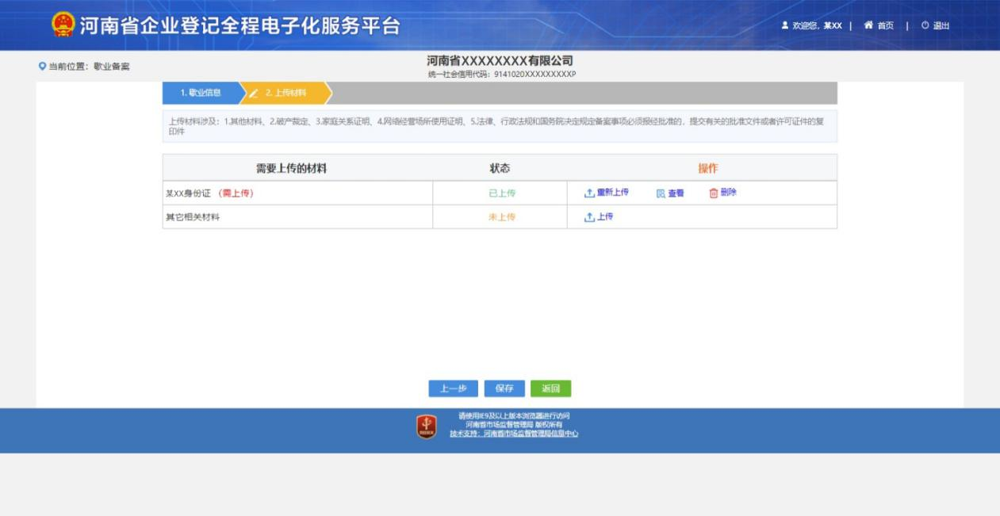 河南省企业登记全程电子化服务平台
欢迎您, 某XX | 首页 | 退出
当前位置：歇业备案
河南省XXXXXXXX有限公司
统一社会信用代码：9141020XXXXXXXXXP
1. 歇业信息 2. 上传材料
上传材料涉及：1.其他材料、2.破产裁定、3.家庭关系证明、4.网络经营场所使用证明、5.法律、行政法规和国务院决定规定备案事项必须报经批准的，提交有关的批准文件或者许可证件的复
印件
需要上传的材料 状态 操作
某XX身份证 （需上传） 已上传 重新上传 查看 删除
其它相关材料 未上传 上传
上一步 保存 返回
请使用IE9及以上版本浏览器进行访问
河南省市场监督管理局 版权所有
技术支持：河南省市场监督管理局信息中心